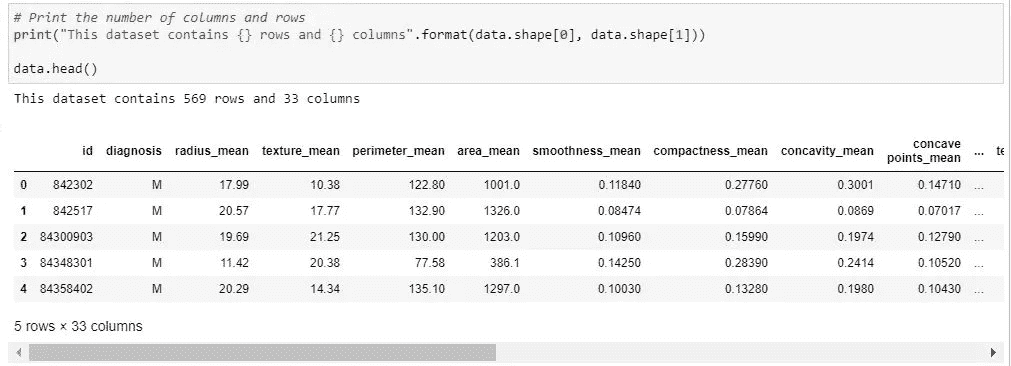 # Print the number of columns and rows
print("This dataset contains {} rows and {} columns".format(data.shape[0], data.shape[1]))
data.head()
This dataset contains 569 rows and 33 columns
id diagnosis radius_mean texture_mean perimeter_mean area_mean smoothness_mean compactness_mean concavity_mean concave points_mean ... te
0 842302 M 17.99 10.38 122.80 1001.0 0.11840 0.27760 0.3001 0.14710 ...
1 842517 M 20.57 17.77 132.90 1326.0 0.08474 0.07864 0.0869 0.07017 ...
2 84300903 M 19.69 21.25 130.00 1203.0 0.10960 0.15990 0.1974 0.12790 ...
3 84348301 M 11.42 20.38 77.58 386.1 0.14250 0.28390 0.2414 0.10520 ...
4 84358402 M 20.29 14.34 135.10 1297.0 0.10030 0.13280 0.1980 0.10430 ...
5 rows × 33 columns